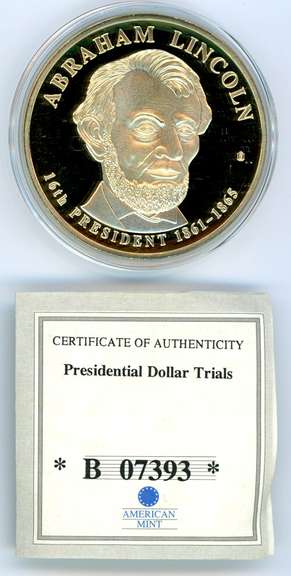 ABRAHAM LINCOLN
16th PRESIDENT 1861-1865
CERTIFICATE OF AUTHENTICITY
Presidential Dollar Trials
* B 07393 *
AMERICAN
MINT